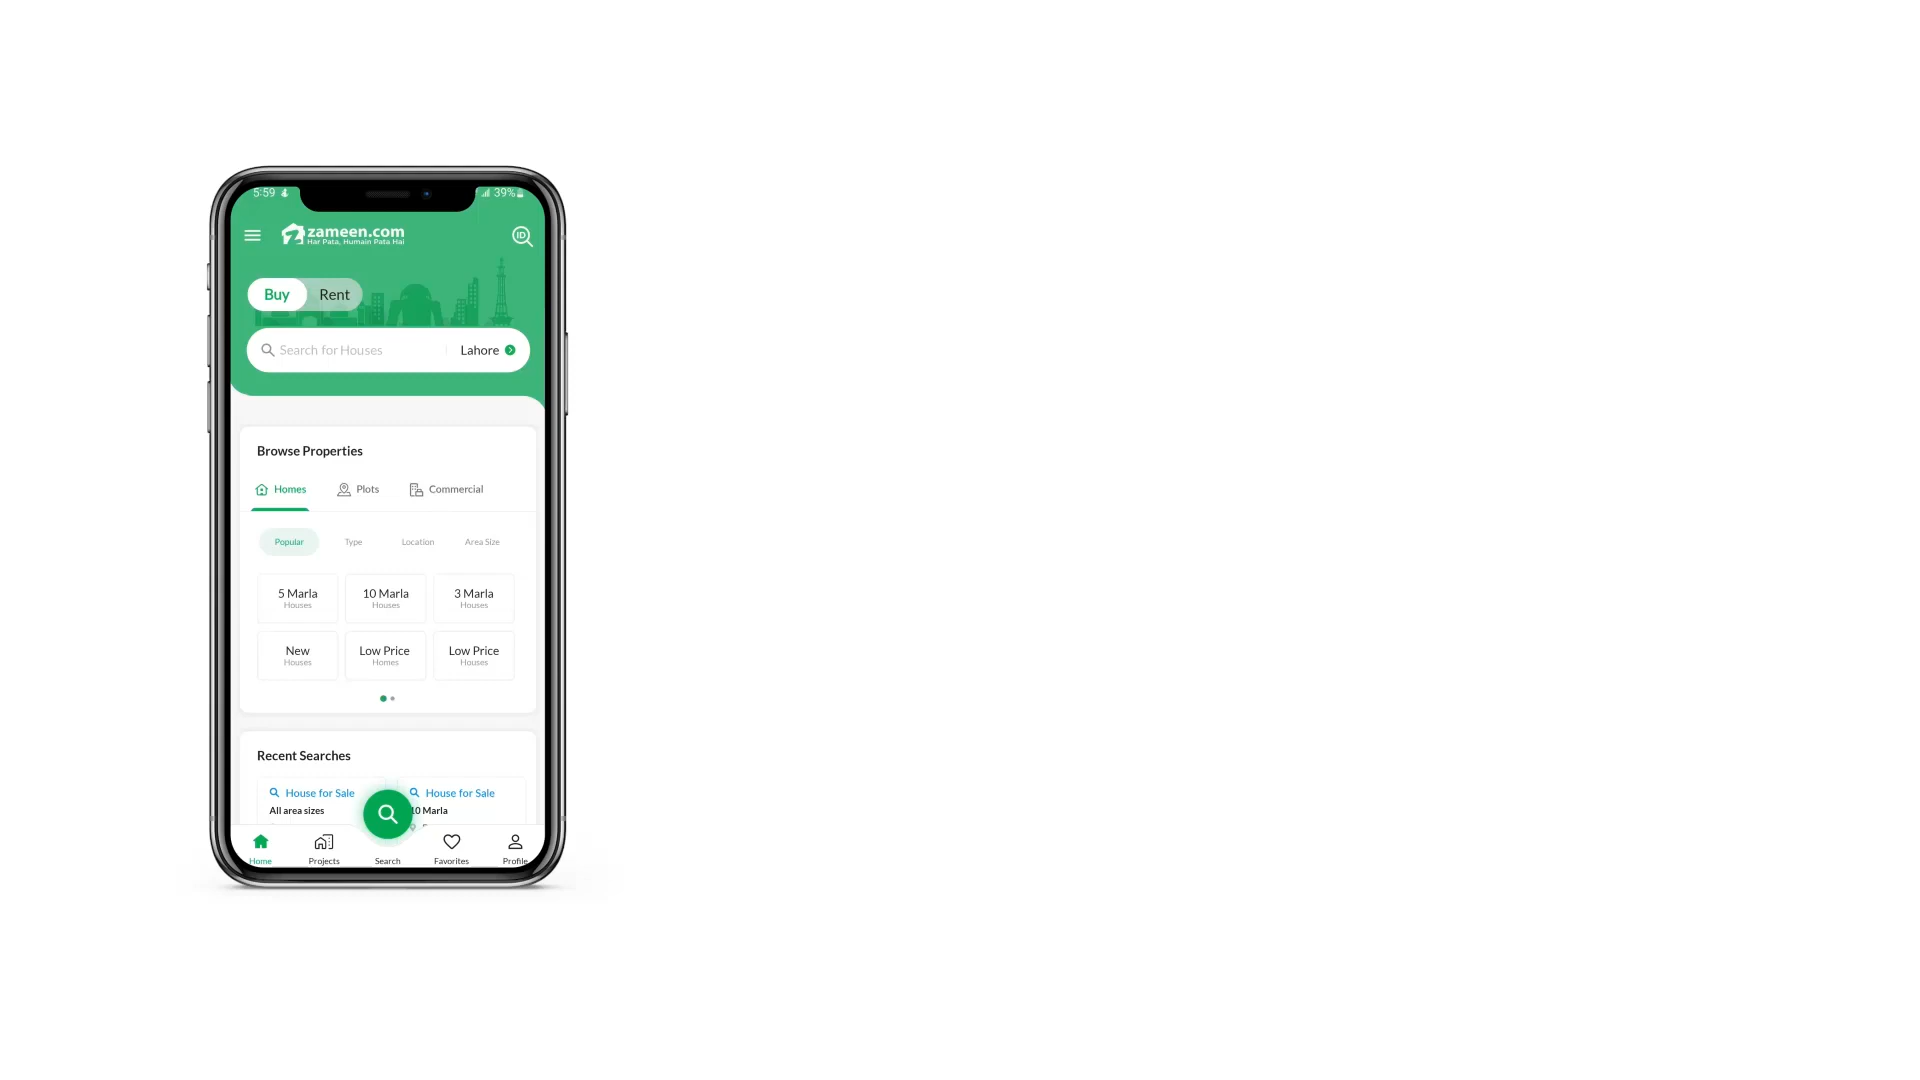 5:59
39%
zameen.com
Har Pata, Humain Pata Hai
ID
Buy Rent
Search for Houses Lahore
Browse Properties
Homes Plots Commercial
Popular Type Location Area Size
5 Marla 10 Marla 3 Marla
Houses Houses Houses
New Low Price Low Price
Houses Homes Houses
Recent Searches
House for Sale House for Sale
All area sizes 10 Marla
Home Projects Search Favorites Profile